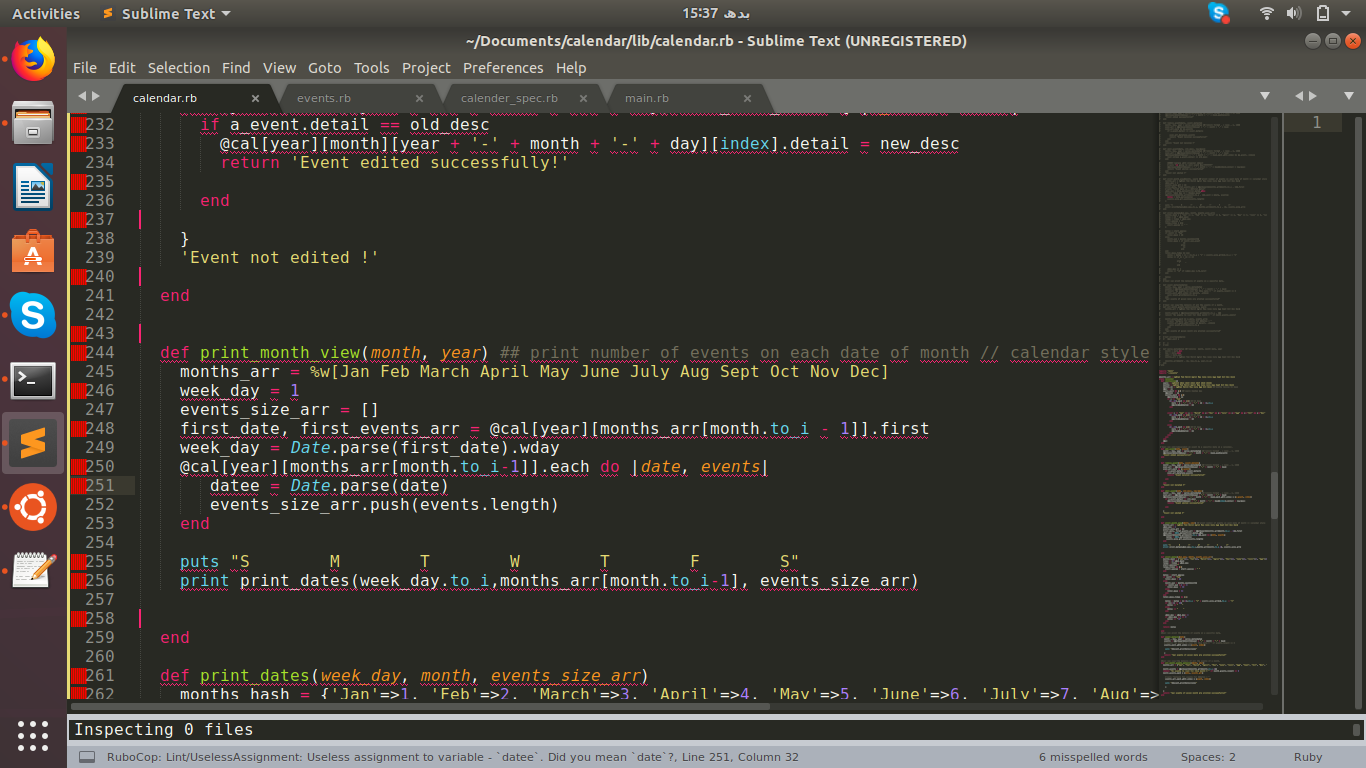 Activities Sublime Text 15:37 بدھ
~/Documents/calendar/lib/calendar.rb - Sublime Text (UNREGISTERED)
File Edit Selection Find View Goto Tools Project Preferences Help
calendar.rb events.rb calender_spec.rb main.rb
232 if a_event.detail == old_desc
1
233 @cal[year][month][year + '-' + month + '-' + day][index].detail = new_desc
234 return 'Event edited successfully!'
235
236 end
237
238 }
239 'Event not edited !'
240
241 end
242
243
244 def print_month_view(month, year) ## print number of events on each date of month // calendar style
245 months_arr = %w[Jan Feb March April May June July Aug Sept Oct Nov Dec]
246 week_day = 1
247 events_size_arr = []
248 first_date, first_events_arr = @cal[year][months_arr[month.to_i - 1]].first
249 week_day = Date.parse(first_date).wday
250 @cal[year][months_arr[month.to_i-1]].each do |date, events|
251 datee = Date.parse(date)
252 events_size_arr.push(events.length)
253 end
254
255 puts "S M T W T F S"
256 print print_dates(week_day.to_i,months_arr[month.to_i-1], events_size_arr)
257
258
259 end
260
261 def print_dates(week_day, month, events_size_arr)
262 months_hash = {'Jan'=>1, 'Feb'=>2, 'March'=>3, 'April'=>4, 'May'=>5, 'June'=>6, 'July'=>7, 'Aug'=>
Inspecting 0 files
RuboCop: Lint/UselessAssignment: Useless assignment to variable - `datee`. Did you mean `date`?, Line 251, Column 32 6 misspelled words Spaces: 2 Ruby